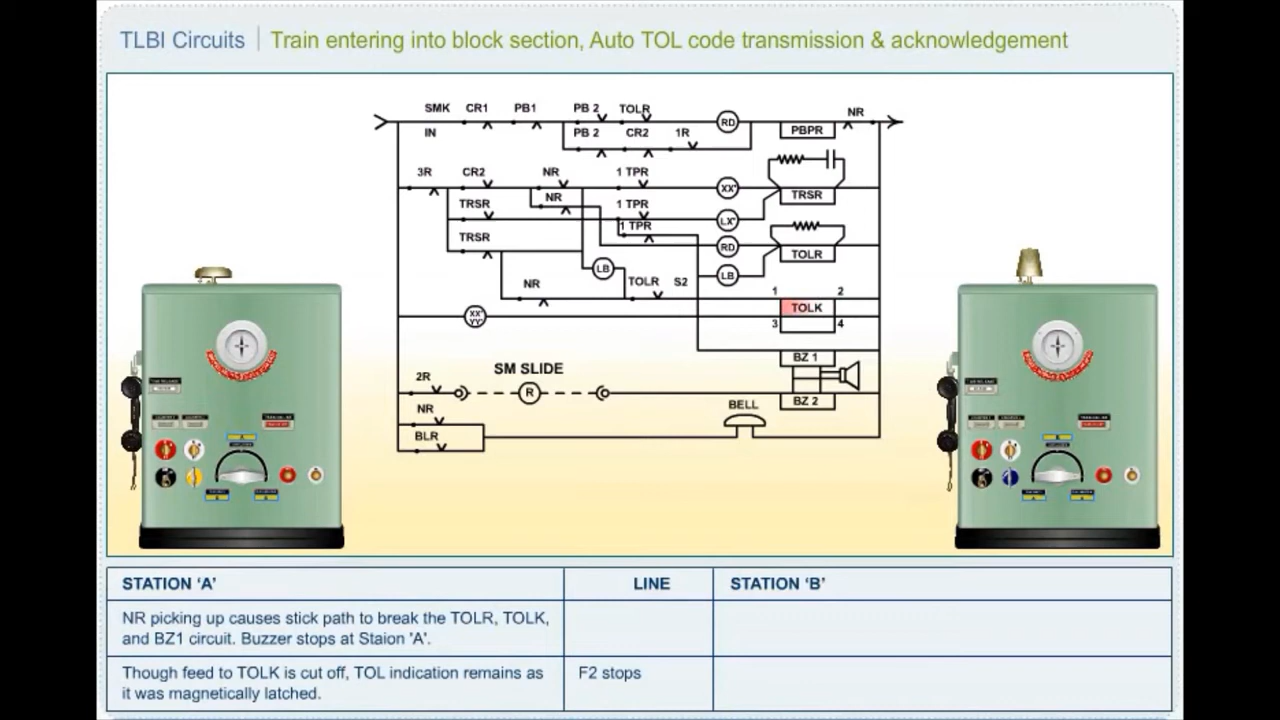 TLBI Circuits | Train entering into block section, Auto TOL code transmission & acknowledgement
SMK CR1 PB1 PB 2 TOLR NR
RD PBPR
IN PB 2 CR2 1R
3R CR2 NR 1 TPR
XX' TRSR
TRSR NR 1 TPR
LX'
TRSR 1 TPR
RD TOLR
LB LB
NR TOLR S2 1 2
TOLK
XX' YY' 3 4
SM SLIDE BZ 1
2R R BZ 2
NR BELL
BLR
STATION ‘A’ LINE STATION ‘B’
NR picking up causes stick path to break the TOLR, TOLK,
and BZ1 circuit. Buzzer stops at Staion 'A'.
Though feed to TOLK is cut off, TOL indication remains as F2 stops
it was magnetically latched.